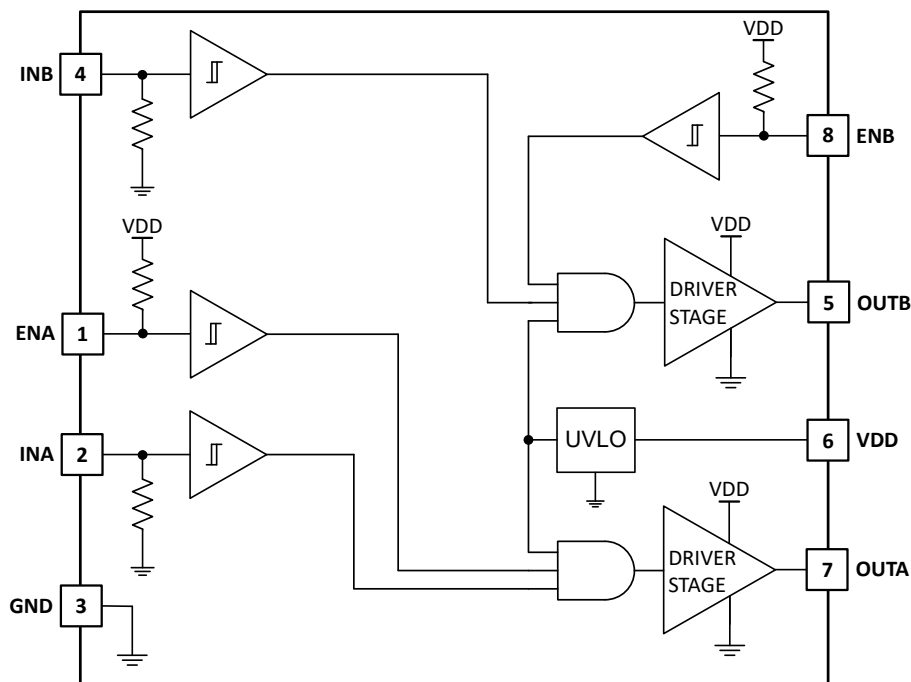 VDD
INB 4
8 ENB
VDD
VDD
DRIVER
STAGE
ENA 1
5 OUTB
INA 2
UVLO
6 VDD
VDD
DRIVER
STAGE
7 OUTA
GND 3